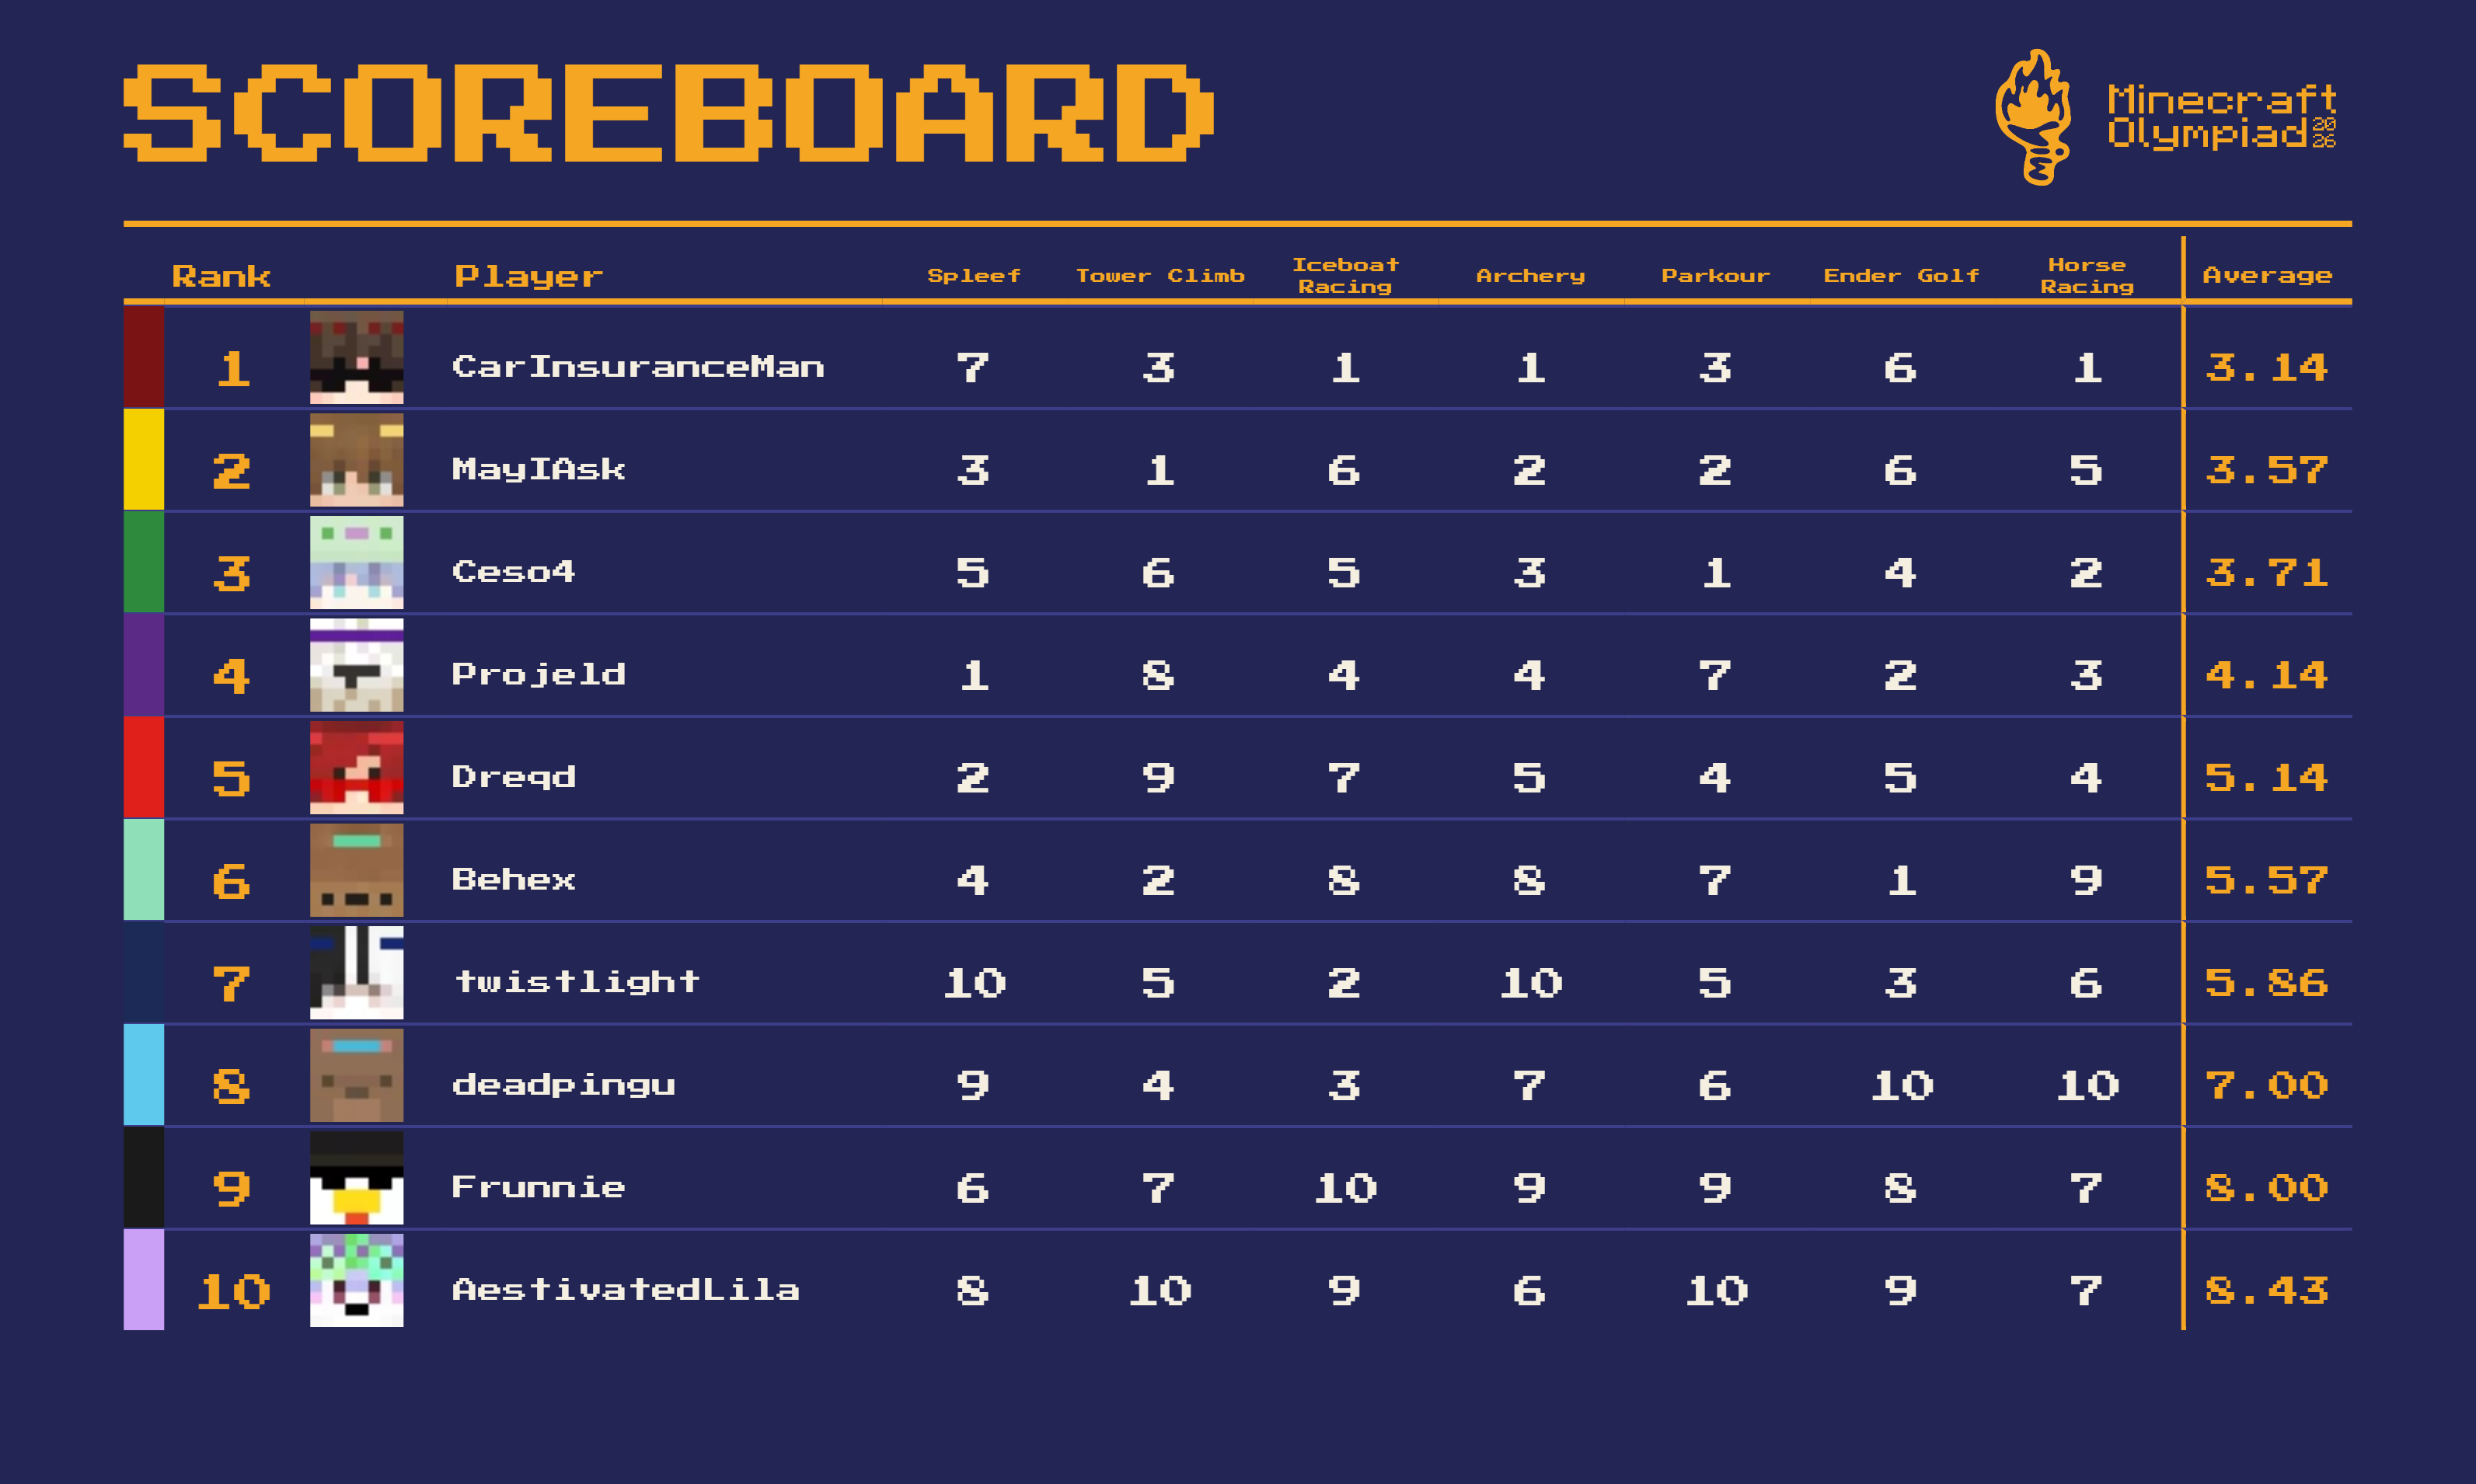 SCOREBOARD
Minecraft
Olympiad 2026
Rank Player Spleef Tower Climb Iceboat Racing Archery Parkour Ender Golf Horse Racing Average
1 CarInsuranceMan 7 3 1 1 3 6 1 3.14
2 MayIAsk 3 1 6 2 2 6 5 3.57
3 Ceso4 5 6 5 3 1 4 2 3.71
4 Projeld 1 8 4 4 7 2 3 4.14
5 Dreqd 2 9 7 5 4 5 4 5.14
6 Behex 4 2 8 8 7 1 9 5.57
7 twistlight 10 5 2 10 5 3 6 5.86
8 deadpingu 9 4 3 7 6 10 10 7.00
9 Frunnie 6 7 10 9 9 8 7 8.00
10 AestivatedLila 8 10 9 6 10 9 7 8.43